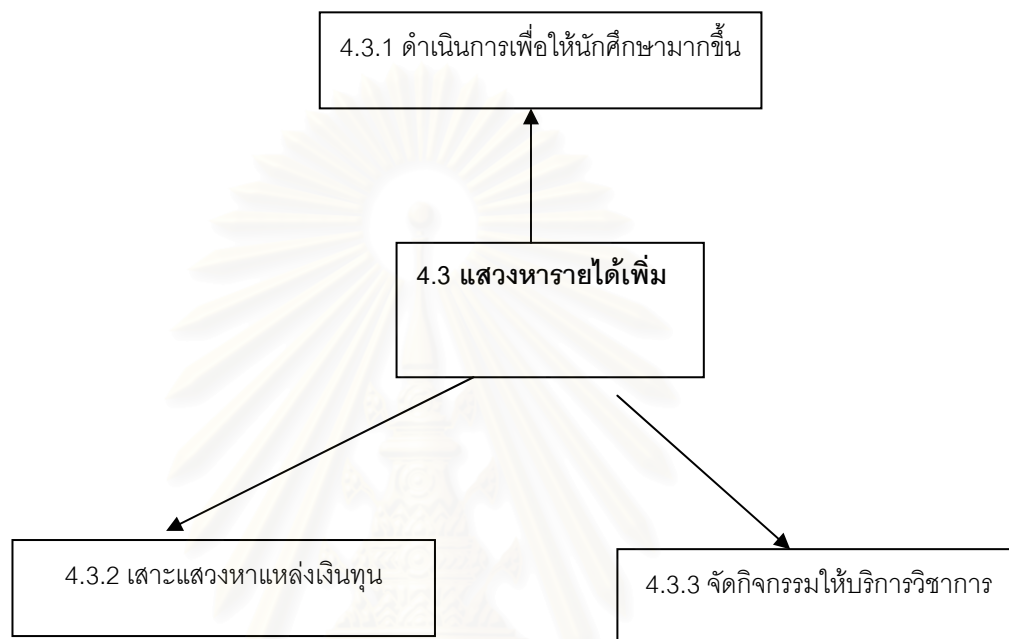 4.3.1 ดำเนินการเพื่อให้นักศึกษามากขึ้น
4.3 แสวงหารายได้เพิ่ม
4.3.2 เสาะแสวงหาแหล่งเงินทุน
4.3.3 จัดกิจกรรมให้บริการวิชาการ